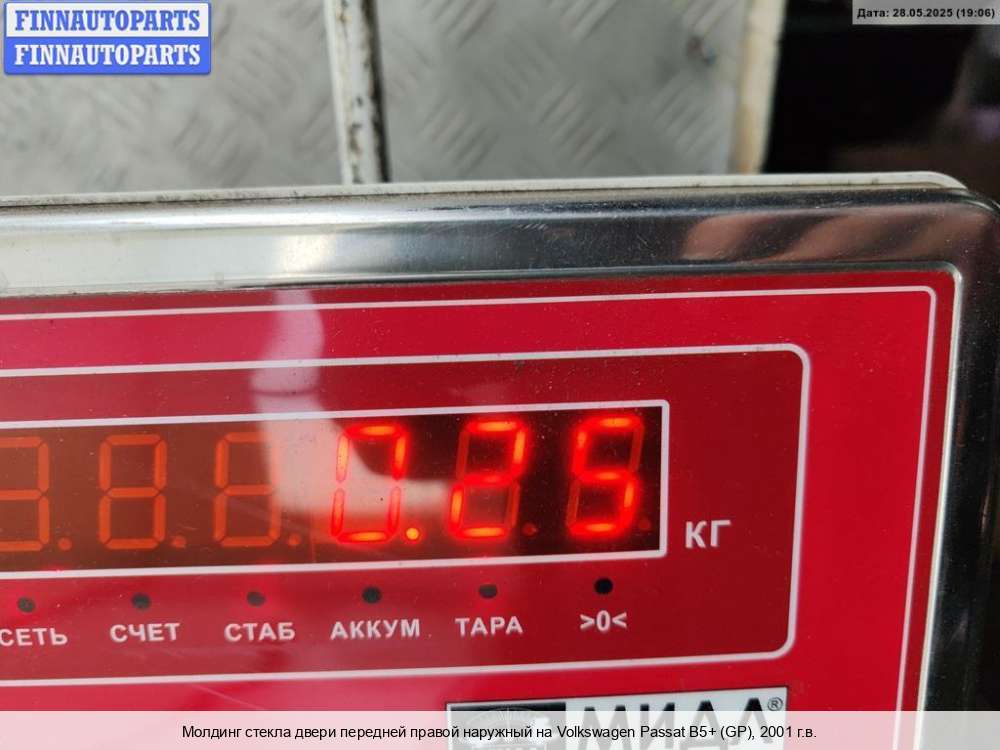 FINNAUTOPARTS
FINNAUTOPARTS
Дата: 28.05.2025 (19:06)
0.25
КГ
СЕТЬ СЧЕТ СТАБ АККУМ ТАРА >0<
МИДЛ®
Молдинг стекла двери передней правой наружный на Volkswagen Passat B5+ (GP), 2001 г.в.